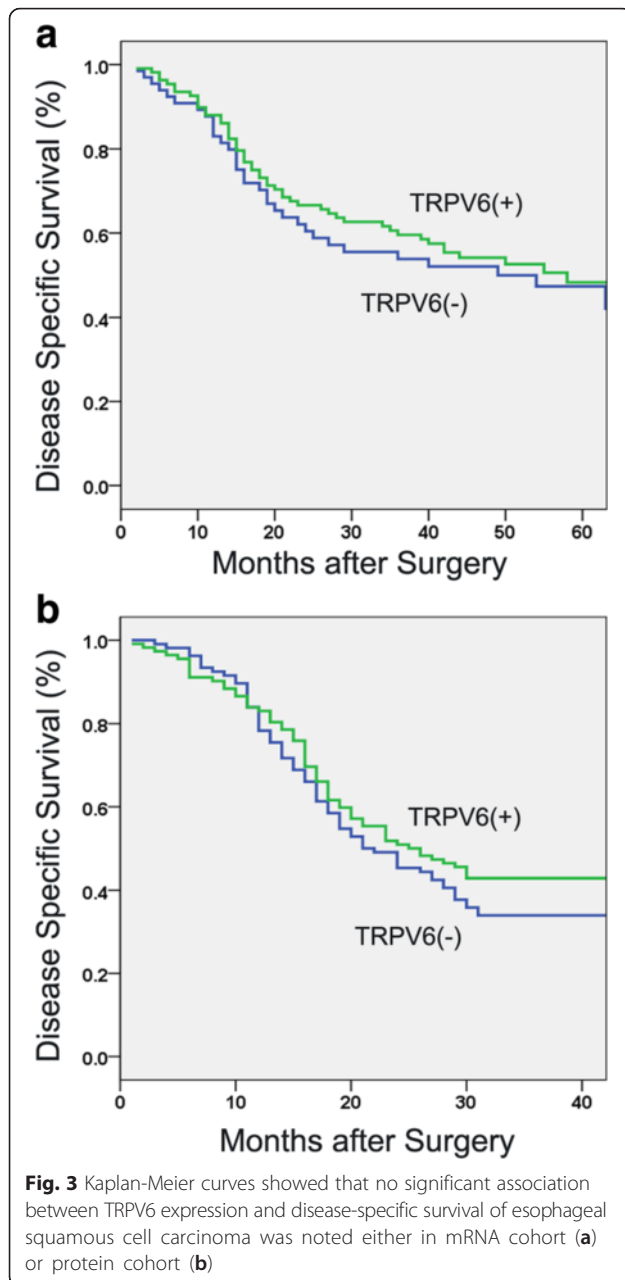 a
Disease Specific Survival (%)
1.0
0.8
0.6
0.4
0.2
0.0
TRPV6(+)
TRPV6(-)
0 10 20 30 40 50 60
Months after Surgery
b
Disease Specific Survival (%)
1.0
0.8
0.6
0.4
0.2
0.0
TRPV6(+)
TRPV6(-)
0 10 20 30 40
Months after Surgery
Fig. 3 Kaplan-Meier curves showed that no significant association
between TRPV6 expression and disease-specific survival of esophageal
squamous cell carcinoma was noted either in mRNA cohort (a)
or protein cohort (b)